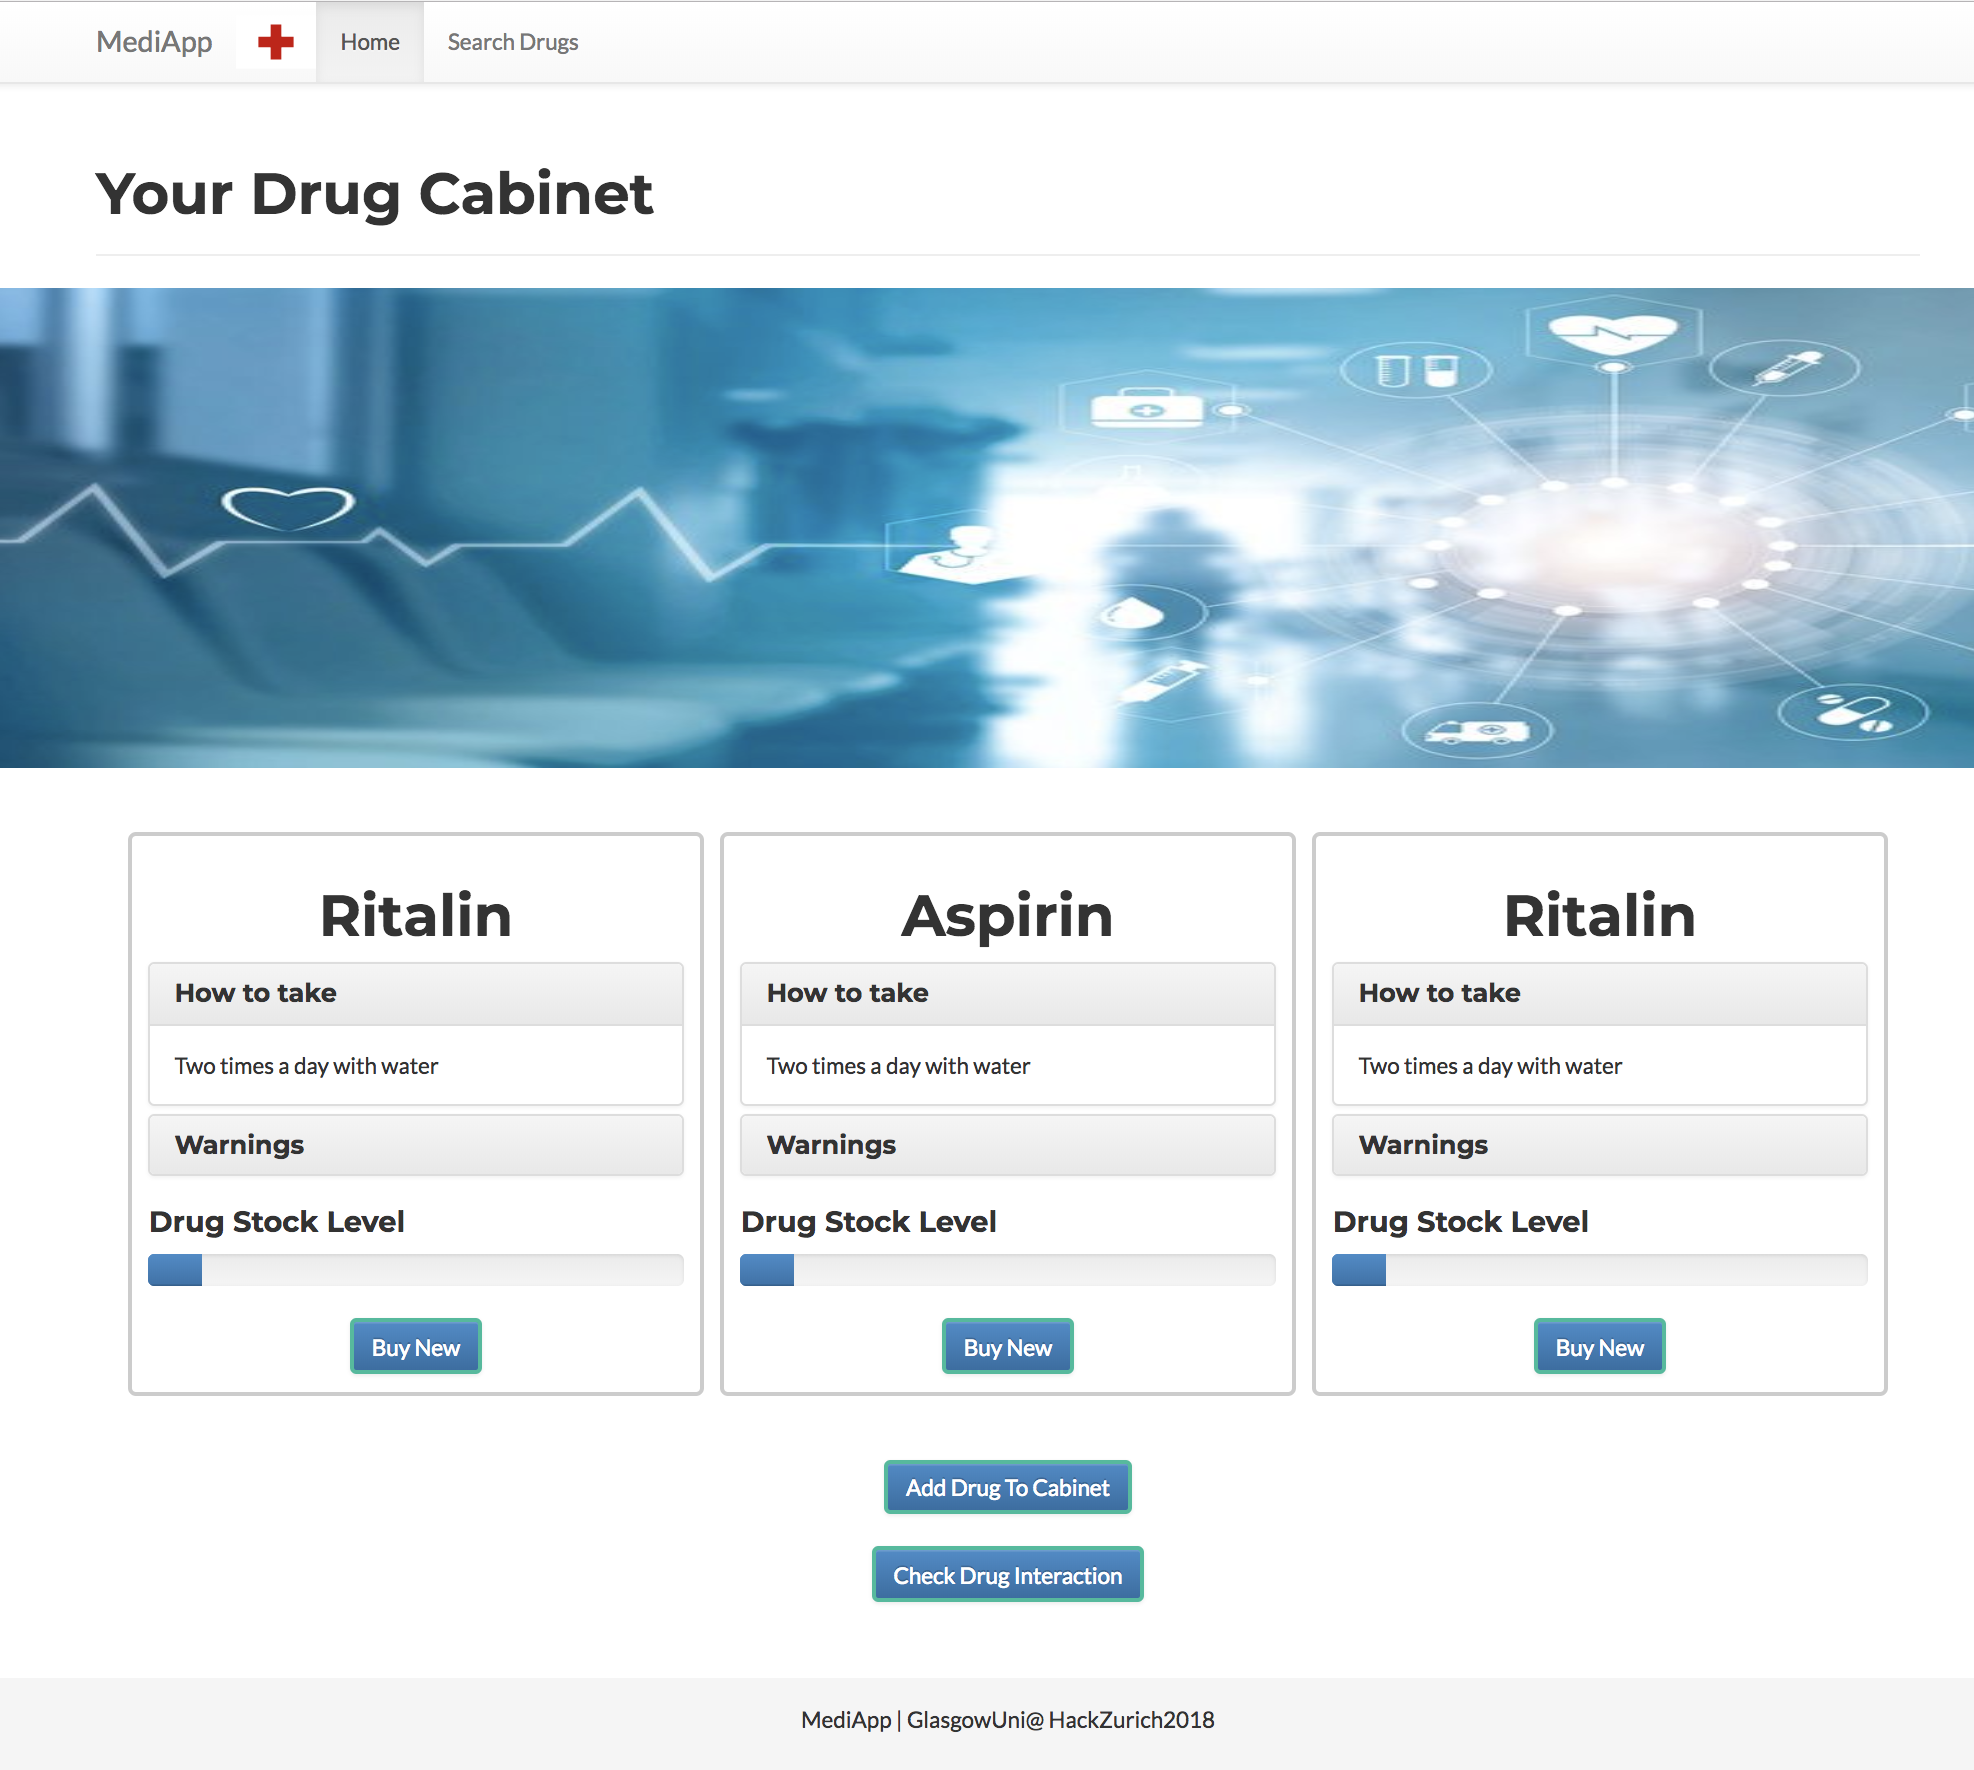 MediApp Home Search Drugs
Your Drug Cabinet
Ritalin
How to take
Two times a day with water
Warnings
Drug Stock Level
Buy New
Aspirin
How to take
Two times a day with water
Warnings
Drug Stock Level
Buy New
Ritalin
How to take
Two times a day with water
Warnings
Drug Stock Level
Buy New
Add Drug To Cabinet
Check Drug Interaction
MediApp | GlasgowUni@ HackZurich2018